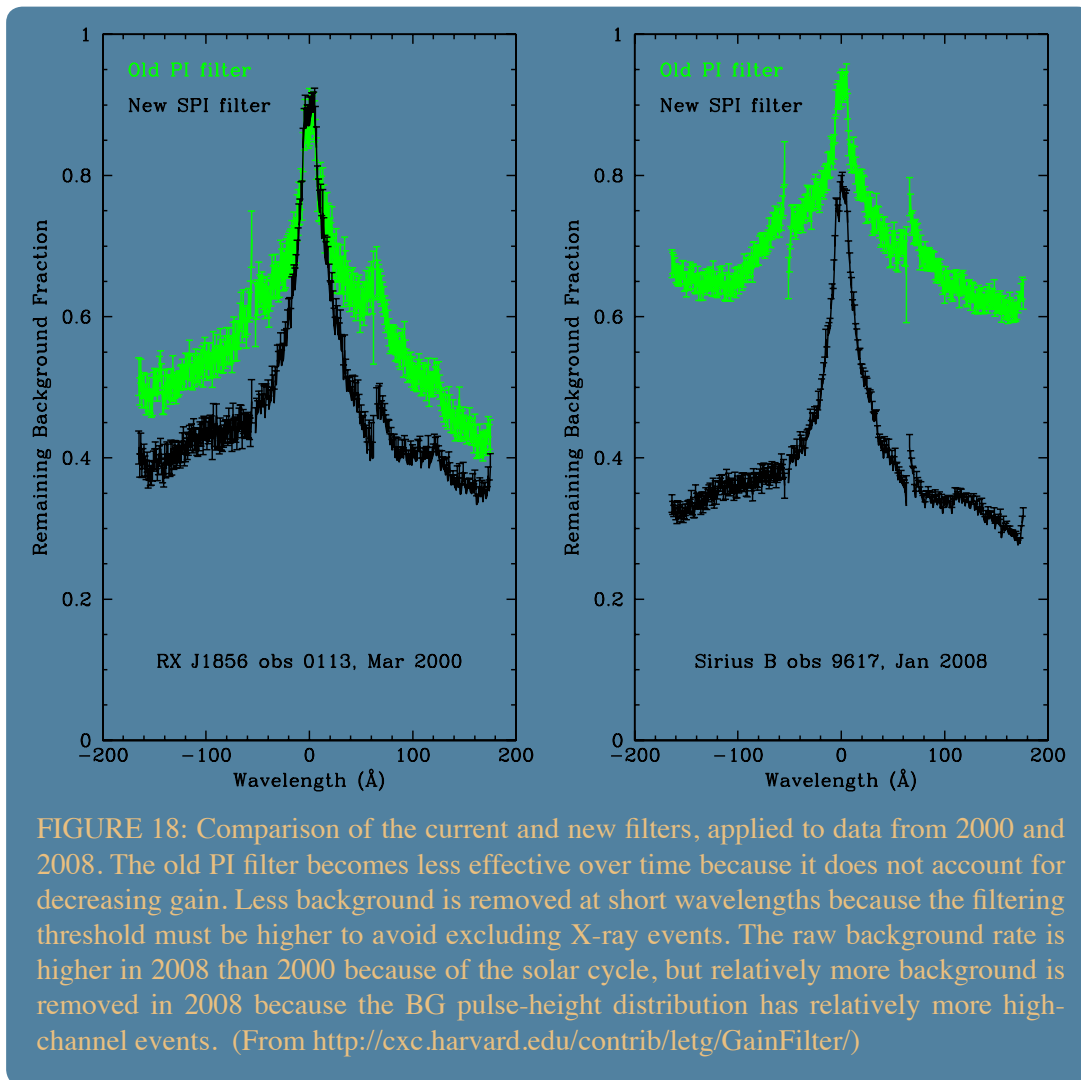 Old PI filter
New SPI filter
RX J1856 obs 0113, Mar 2000
Remaining Background Fraction
1
0.8
0.6
0.4
0.2
0
−200
−100
0
100
200
Wavelength (Å)
Old PI filter
New SPI filter
Sirius B obs 9617, Jan 2008
Remaining Background Fraction
1
0.8
0.6
0.4
0.2
0
−200
−100
0
100
200
Wavelength (Å)
FIGURE 18: Comparison of the current and new filters, applied to data from 2000 and
2008. The old PI filter becomes less effective over time because it does not account for
decreasing gain. Less background is removed at short wavelengths because the filtering
threshold must be higher to avoid excluding X-ray events. The raw background rate is
higher in 2008 than 2000 because of the solar cycle, but relatively more background is
removed in 2008 because the BG pulse-height distribution has relatively more high-
channel events. (From http://cxc.harvard.edu/contrib/letg/GainFilter/)